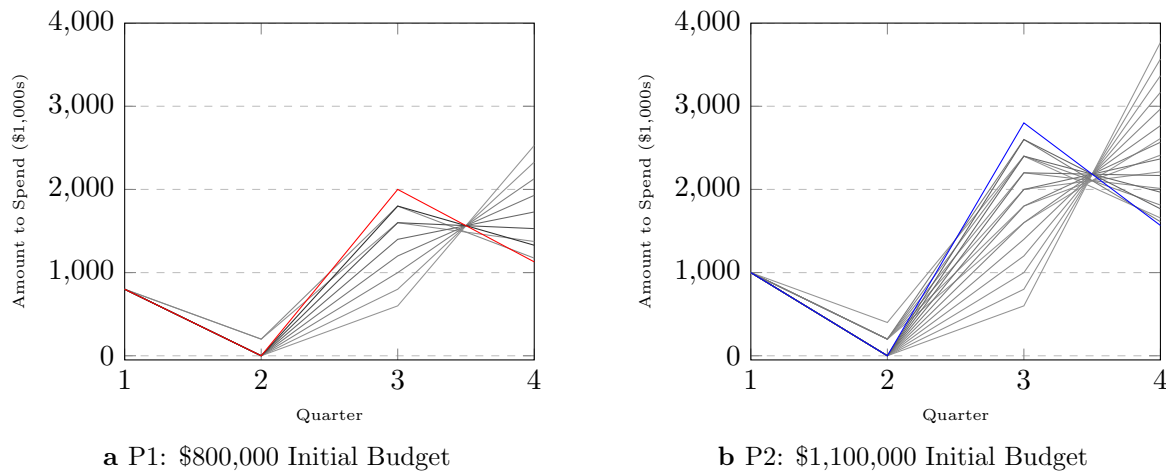 4,000
3,000
2,000
1,000
0
Amount to Spend ($1,000s)
1 2 3 4
Quarter
a P1: $800,000 Initial Budget
4,000
3,000
2,000
1,000
0
Amount to Spend ($1,000s)
1 2 3 4
Quarter
b P2: $1,100,000 Initial Budget